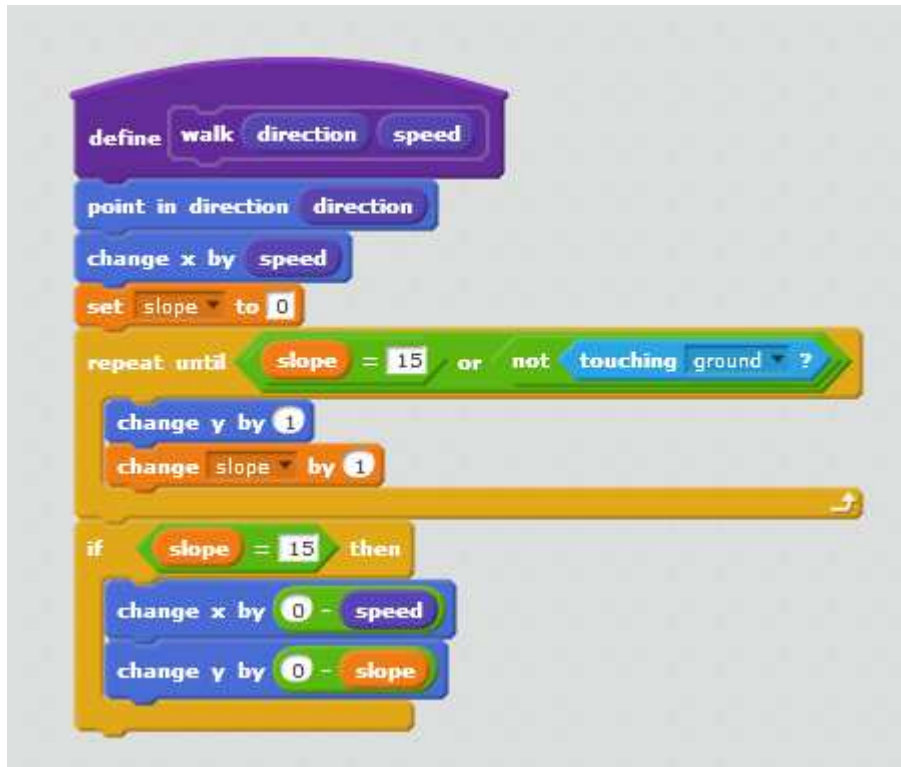 define walk direction speed
point in direction direction
change x by speed
set slope to 0
repeat until slope = 15 or not touching ground ?
change y by 1
change slope by 1
if slope = 15 then
change x by 0 - speed
change y by 0 - slope